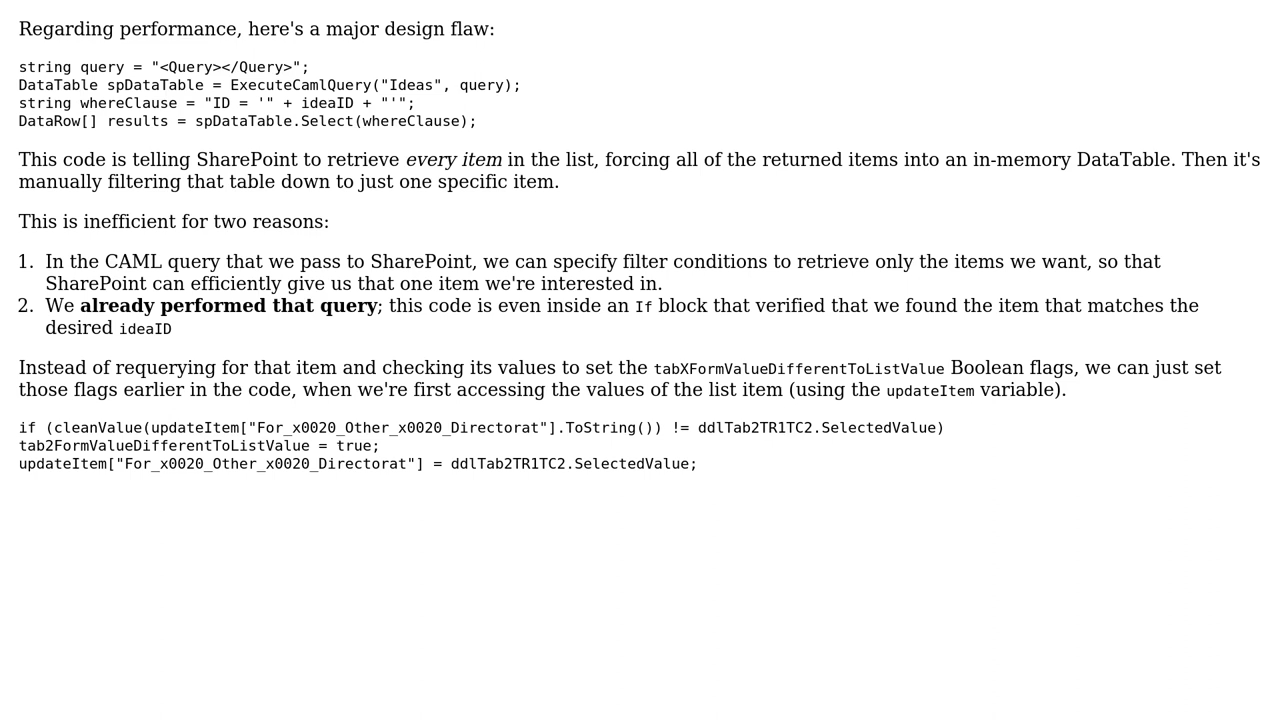 Regarding performance, here's a major design flaw:
string query = "<Query></Query>";
DataTable spDataTable = ExecuteCamlQuery("Ideas", query);
string whereClause = "ID = '" + ideaID + "'";
DataRow[] results = spDataTable.Select(whereClause);
This code is telling SharePoint to retrieve every item in the list, forcing all of the returned items into an in-memory DataTable. Then it's
manually filtering that table down to just one specific item.
This is inefficient for two reasons:
1. In the CAML query that we pass to SharePoint, we can specify filter conditions to retrieve only the items we want, so that
SharePoint can efficiently give us that one item we're interested in.
2. We already performed that query; this code is even inside an If block that verified that we found the item that matches the
desired ideaID
Instead of requerying for that item and checking its values to set the tabXFormValueDifferentToListValue Boolean flags, we can just set
those flags earlier in the code, when we're first accessing the values of the list item (using the updateItem variable).
if (cleanValue(updateItem["For_x0020_Other_x0020_Directorat"].ToString()) != ddlTab2TR1TC2.SelectedValue)
tab2FormValueDifferentToListValue = true;
updateItem["For_x0020_Other_x0020_Directorat"] = ddlTab2TR1TC2.SelectedValue;